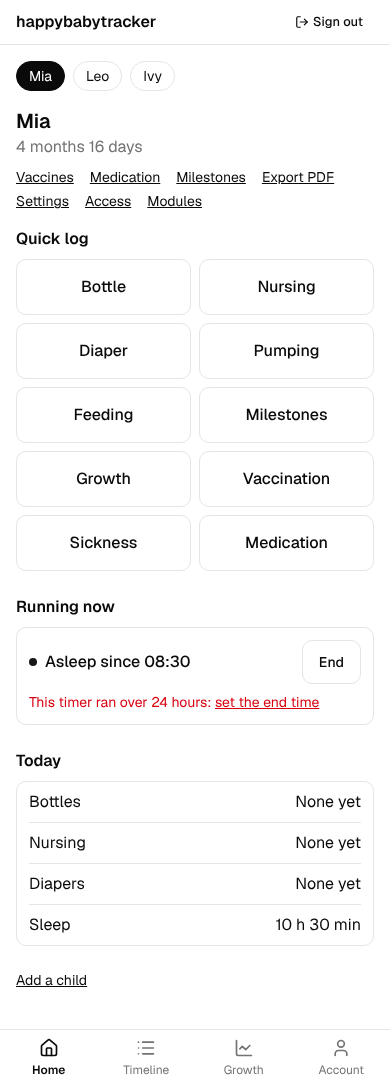 happybabytracker
Sign out
Mia Leo Ivy
Mia
4 months 16 days
Vaccines Medication Milestones Export PDF
Settings Access Modules
Quick log
Bottle Nursing
Diaper Pumping
Feeding Milestones
Growth Vaccination
Sickness Medication
Running now
Asleep since 08:30 End
This timer ran over 24 hours: set the end time
Today
Bottles None yet
Nursing None yet
Diapers None yet
Sleep 10 h 30 min
Add a child
Home Timeline Growth Account